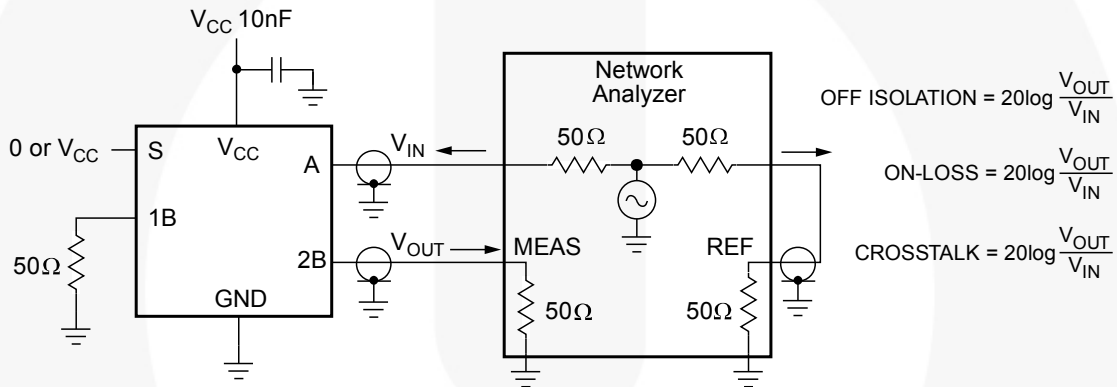 V_CC 10nF
Network
Analyzer
OFF ISOLATION = 20log V_OUT / V_IN
50Ω
50Ω
0 or V_CC
S
V_CC
A
V_IN
ON-LOSS = 20log V_OUT / V_IN
1B
50Ω
2B
V_OUT
MEAS
REF
CROSSTALK = 20log V_OUT / V_IN
GND
50Ω
50Ω